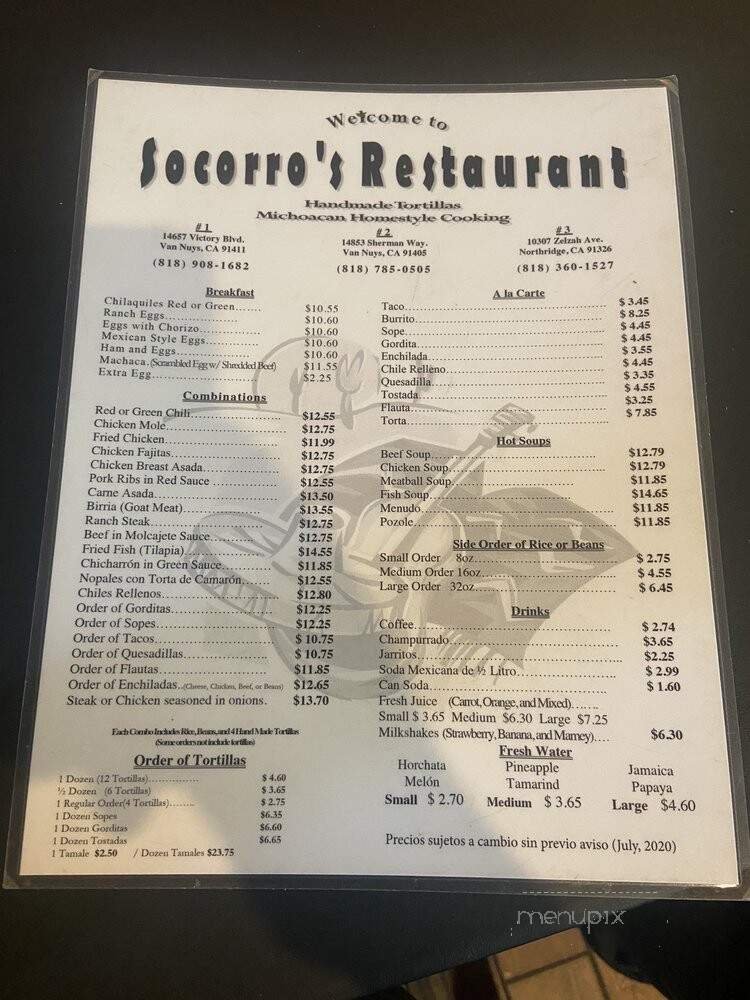 Welcome to
Socorro's Restaurant
Handmade Tortillas
Michoacan Homestyle Cooking
#1
14657 Victory Blvd.
Van Nuys, CA 91411
(818) 908-1682
#2
14853 Sherman Way.
Van Nuys, CA 91405
(818) 785-0505
#3
10307 Zelzah Ave.
Northridge, CA 91326
(818) 360-1527
Breakfast
Chilaquiles Red or Green....... $10.55
Ranch Eggs.................. $10.60
Eggs with Chorizo............... $10.60
Mexican Style Eggs.............. $10.60
Ham and Eggs.................. $10.60
Machaca.(Scrambled Egg w/ Shredded Beef) $11.55
Extra Egg........................ $2.25
Combinations
Red or Green Chili..................... $12.55
Chicken Mole........................... $12.75
Fried Chicken........................... $11.99
Chicken Fajitas......................... $12.75
Chicken Breast Asada................... $12.75
Pork Ribs in Red Sauce ................ $12.55
Carne Asada............................ $13.50
Birria (Goat Meat)..................... $13.55
Ranch Steak............................ $12.75
Beef in Molcajete Sauce................ $12.75
Fried Fish (Tilapia)................... $14.55
Chicharrón in Green Sauce.............. $11.85
Nopales con Torta de Camarón........ $12.55
Chiles Rellenos........................ $12.80
Order of Gorditas...................... $12.25
Order of Sopes......................... $12.25
Order of Tacos......................... $ 10.75
Order of Quesadillas................... $ 10.75
Order of Flautas....................... $11.85
Order of Enchiladas..(Cheese, Chicken, Beef, or Beans) $12.65
Steak or Chicken seasoned in onions. $13.70
Each Combo Includes Rice, Beans, and 4 Hand Made Tortillas
(Some orders not include tortillas)
Order of Tortillas
1 Dozen (12 Tortillas)............... $ 4.60
½ Dozen (6 Tortillas) $ 3.65
1 Regular Order(4 Tortillas)........ $ 2.75
1 Dozen Sopes $6.35
1 Dozen Gorditas $6.60
1 Dozen Tostadas $6.65
1 Tamale $2.50 / Dozen Tamales $23.75
A la Carte
Taco............................................. $ 3.45
Burrito.......................................... $ 8.25
Sope............................................. $ 4.45
Gordita.......................................... $ 4.45
Enchilada........................................ $ 3.55
Chile Relleno.................................... $ 4.45
Quesadilla....................................... $ 3.35
Tostada.......................................... $ 4.55
Flauta........................................... $3.25
Torta............................................ $ 7.85
Hot Soups
Beef Soup........................................ $12.79
Chicken Soup..................................... $12.79
Meatball Soup.................................... $11.85
Fish Soup........................................ $14.65
Menudo........................................... $11.85
Pozole........................................... $11.85
Side Order of Rice or Beans
Small Order 8oz.................................. $ 2.75
Medium Order 16oz................................ $ 4.55
Large Order 32oz................................. $ 6.45
Drinks
Coffee........................................... $ 2.74
Champurrado...................................... $3.65
Jarritos......................................... $2.25
Soda Mexicana de ½ Litro......................... $ 2.99
Can Soda......................................... $ 1.60
Fresh Juice (Carrot, Orange, and Mixed).......
Small $ 3.65 Medium $6.30 Large $7.25
Milkshakes (Strawberry, Banana, and Mamey).... $6.30
Fresh Water
Horchata Pineapple Jamaica
Melón Tamarind Papaya
Small $ 2.70 Medium $ 3.65 Large $4.60
Precios sujetos a cambio sin previo aviso (July, 2020)
menupix